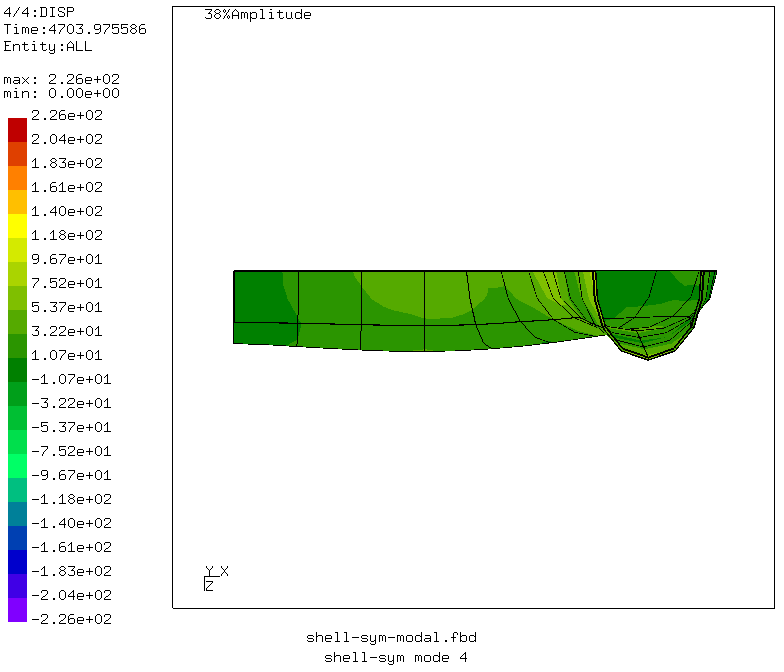 4/4:DISP
Time:4703.975586
Entity:ALL
max: 2.26e+02
min: 0.00e+00
2.26e+02
2.04e+02
1.83e+02
1.61e+02
1.40e+02
1.18e+02
9.67e+01
7.52e+01
5.37e+01
3.22e+01
1.07e+01
-1.07e+01
-3.22e+01
-5.37e+01
-7.52e+01
-9.67e+01
-1.18e+02
-1.40e+02
-1.61e+02
-1.83e+02
-2.04e+02
-2.26e+02
38%Amplitude
Y X
Z
shell-sym-modal.fbd
shell-sym mode 4